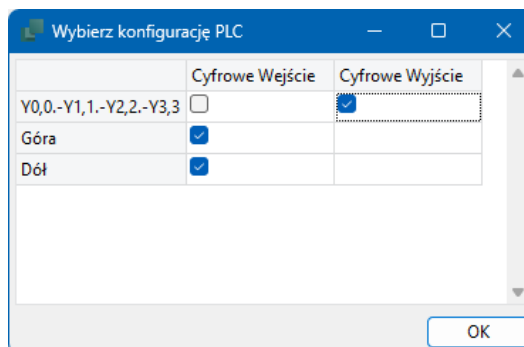 Wybierz konfigurację PLC
Cyfrowe Wejście Cyfrowe Wyjście
Y0,0.-Y1,1.-Y2,2.-Y3,3
Góra
Dół
OK